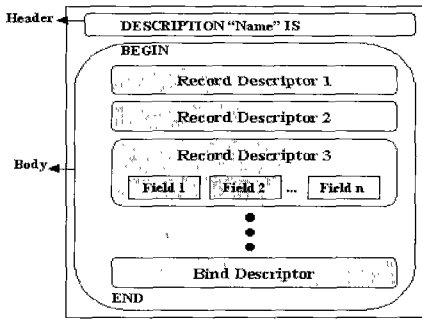 Header
DESCRIPTION “Name” IS
BEGIN
Record Descriptor 1
Record Descriptor 2
Record Descriptor 3
Body
Field 1 Field 2 ... Field n
Bind Descriptor
END